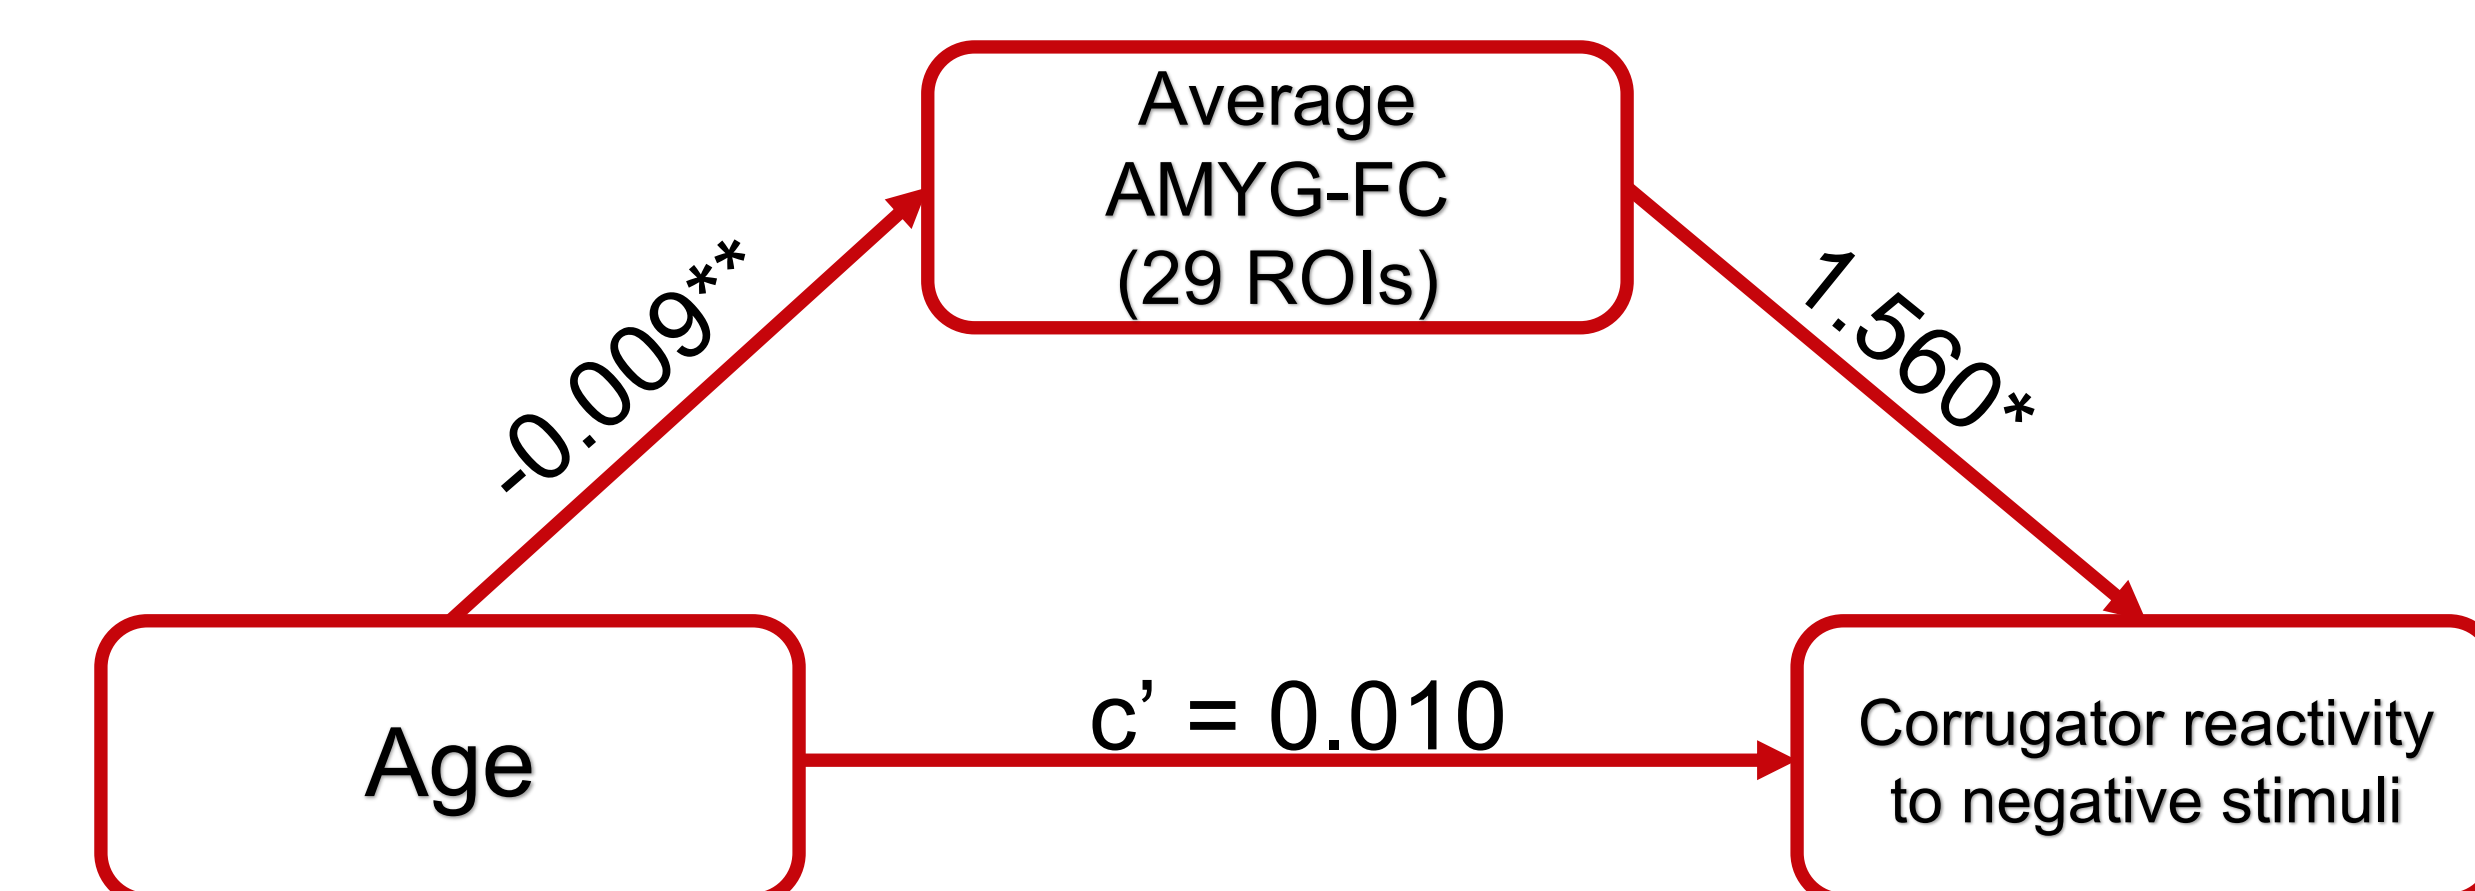 Average
AMYG-FC
(29 ROIs)
-0.009**
1.560*
c’ = 0.010
Age
Corrugator reactivity
to negative stimuli